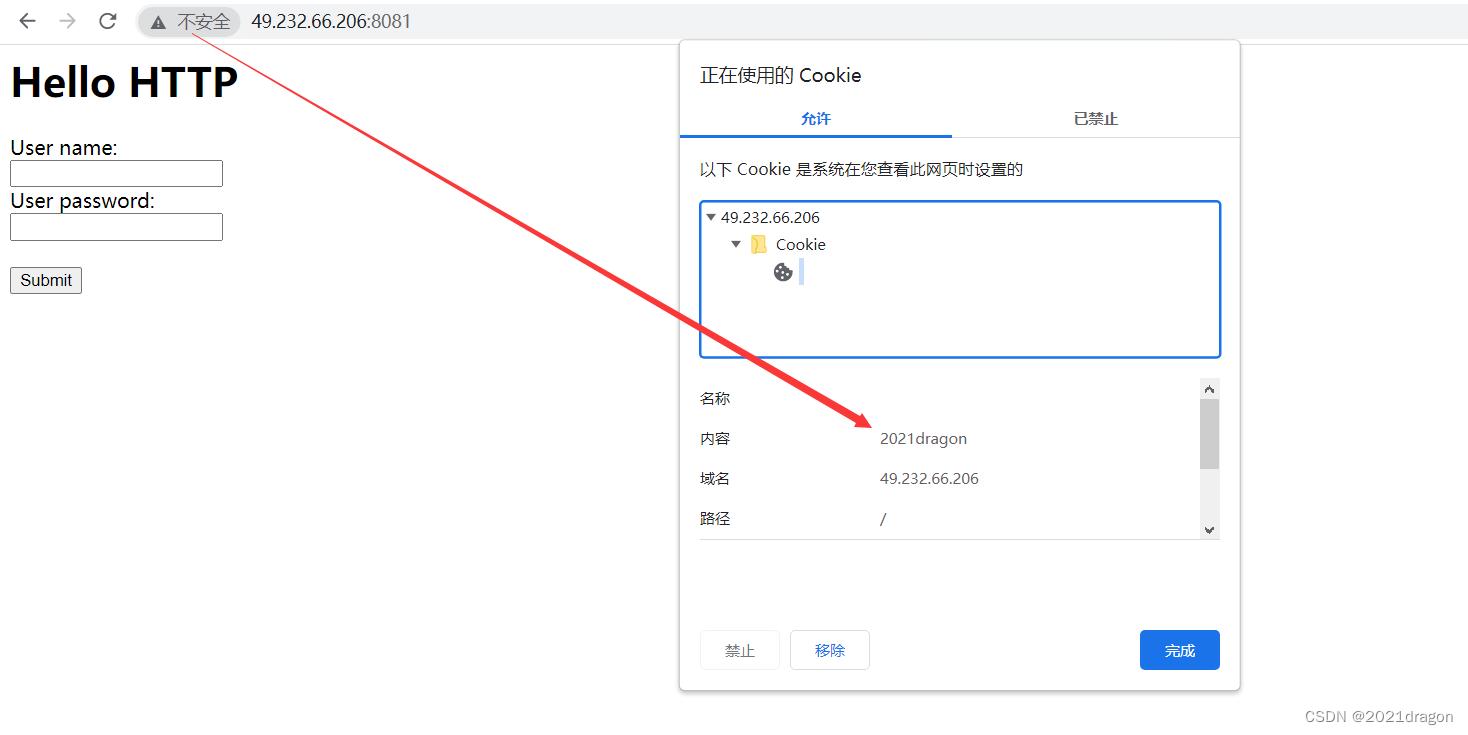 不安全 49.232.66.206:8081
Hello HTTP
User name:
User password:
Submit
正在使用的 Cookie
允许 已禁止
以下 Cookie 是系统在您查看此网页时设置的
49.232.66.206
Cookie
名称
内容 2021dragon
域名 49.232.66.206
路径 /
禁止 移除 完成
CSDN @2021dragon